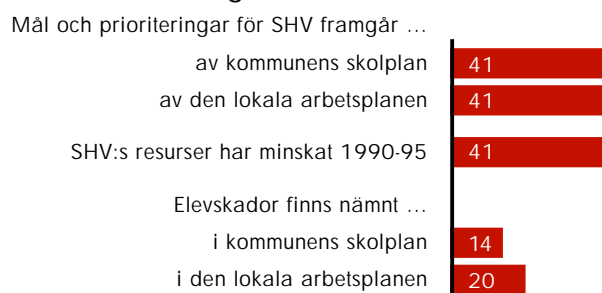 Mål och prioriteringar för SHV framgår ...
av kommunens skolplan 41
av den lokala arbetsplanen 41
SHV:s resurser har minskat 1990-95 41
Elevskador finns nämnt ...
i kommunens skolplan 14
i den lokala arbetsplanen 20